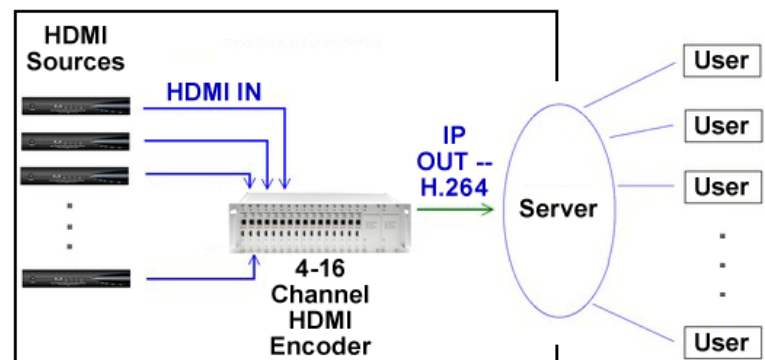 HDMI
Sources
HDMI IN
IP
OUT --
H.264
4-16
Channel
HDMI
Encoder
Server
User
User
User
User